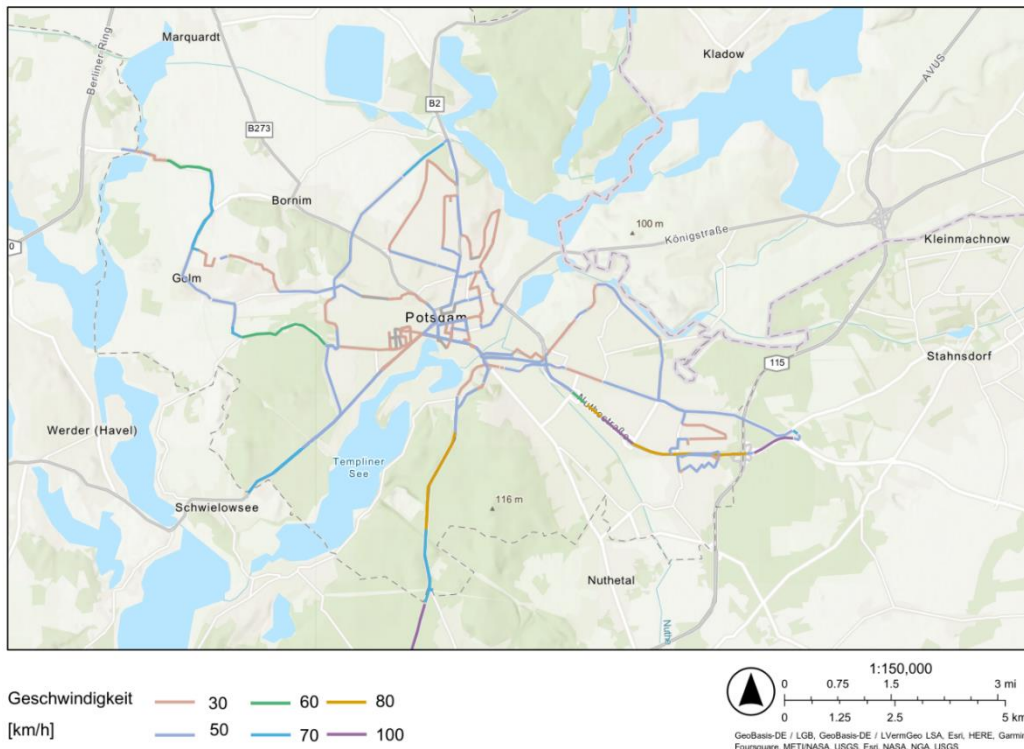 Marquardt
Kladow
Berliner Ring
AVUS
B2
B273
Bornim
100 m
Königstraße
Kleinmachnow
0
Golm
Potsdam
Stahnsdorf
115
Nuthestraße
Werder (Havel)
Templiner
See
116 m
Schwielowsee
Nuthetal
Nuthe
Geschwindigkeit
[km/h]
30 60 80
50 70 100
1:150,000
0 0.75 1.5 3 mi
0 1.25 2.5 5 km
GeoBasis-DE / LGB, GeoBasis-DE / LVermGeo LSA, Esri, HERE, Garmin,
Foursquare, METI/NASA, USGS, Esri, NASA, NGA, USGS